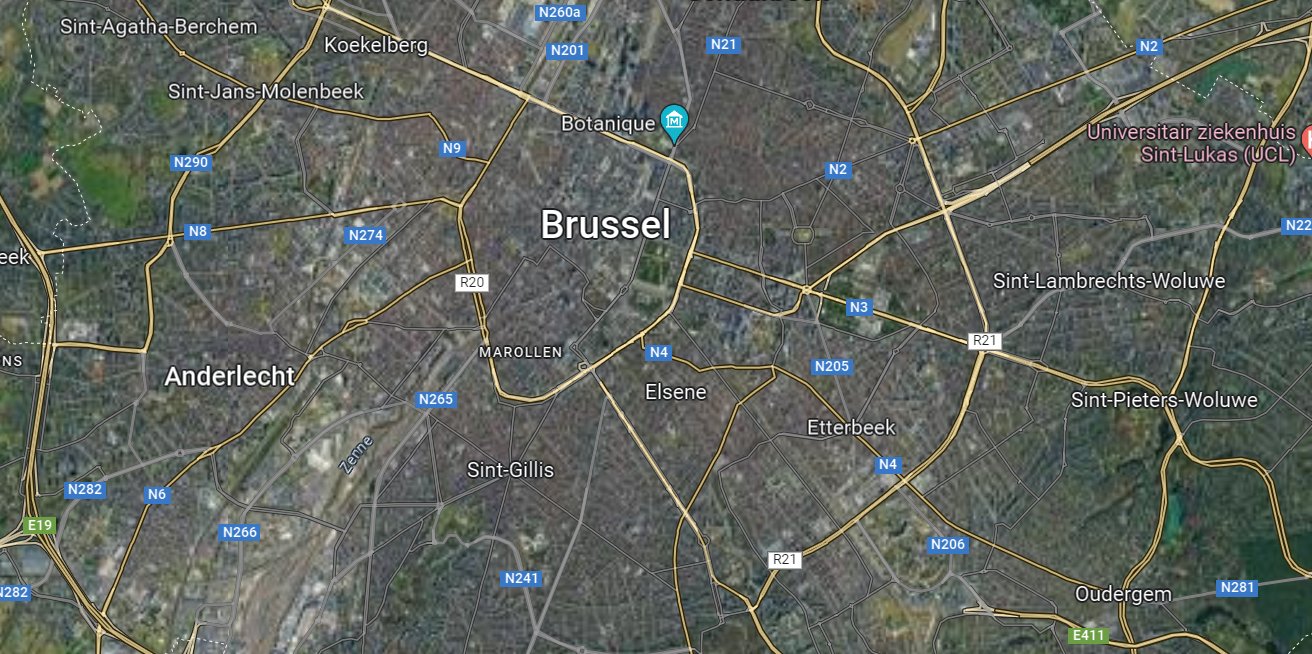 N260a
Sint-Agatha-Berchem
Koekelberg
N201
N21
N2
Sint-Jans-Molenbeek
Botanique
Universitair ziekenhuis
Sint-Lukas (UCL)
N9
N290
N2
Brussel
N8
N274
N22
eek
R20
Sint-Lambrechts-Woluwe
N3
R21
MAROLLEN
N4
NS
Anderlecht
N205
Elsene
N265
Sint-Pieters-Woluwe
Etterbeek
Zenne
Sint-Gillis
N4
N282
N6
E19
N266
N206
R21
N241
N282
Oudergem
N281
E411